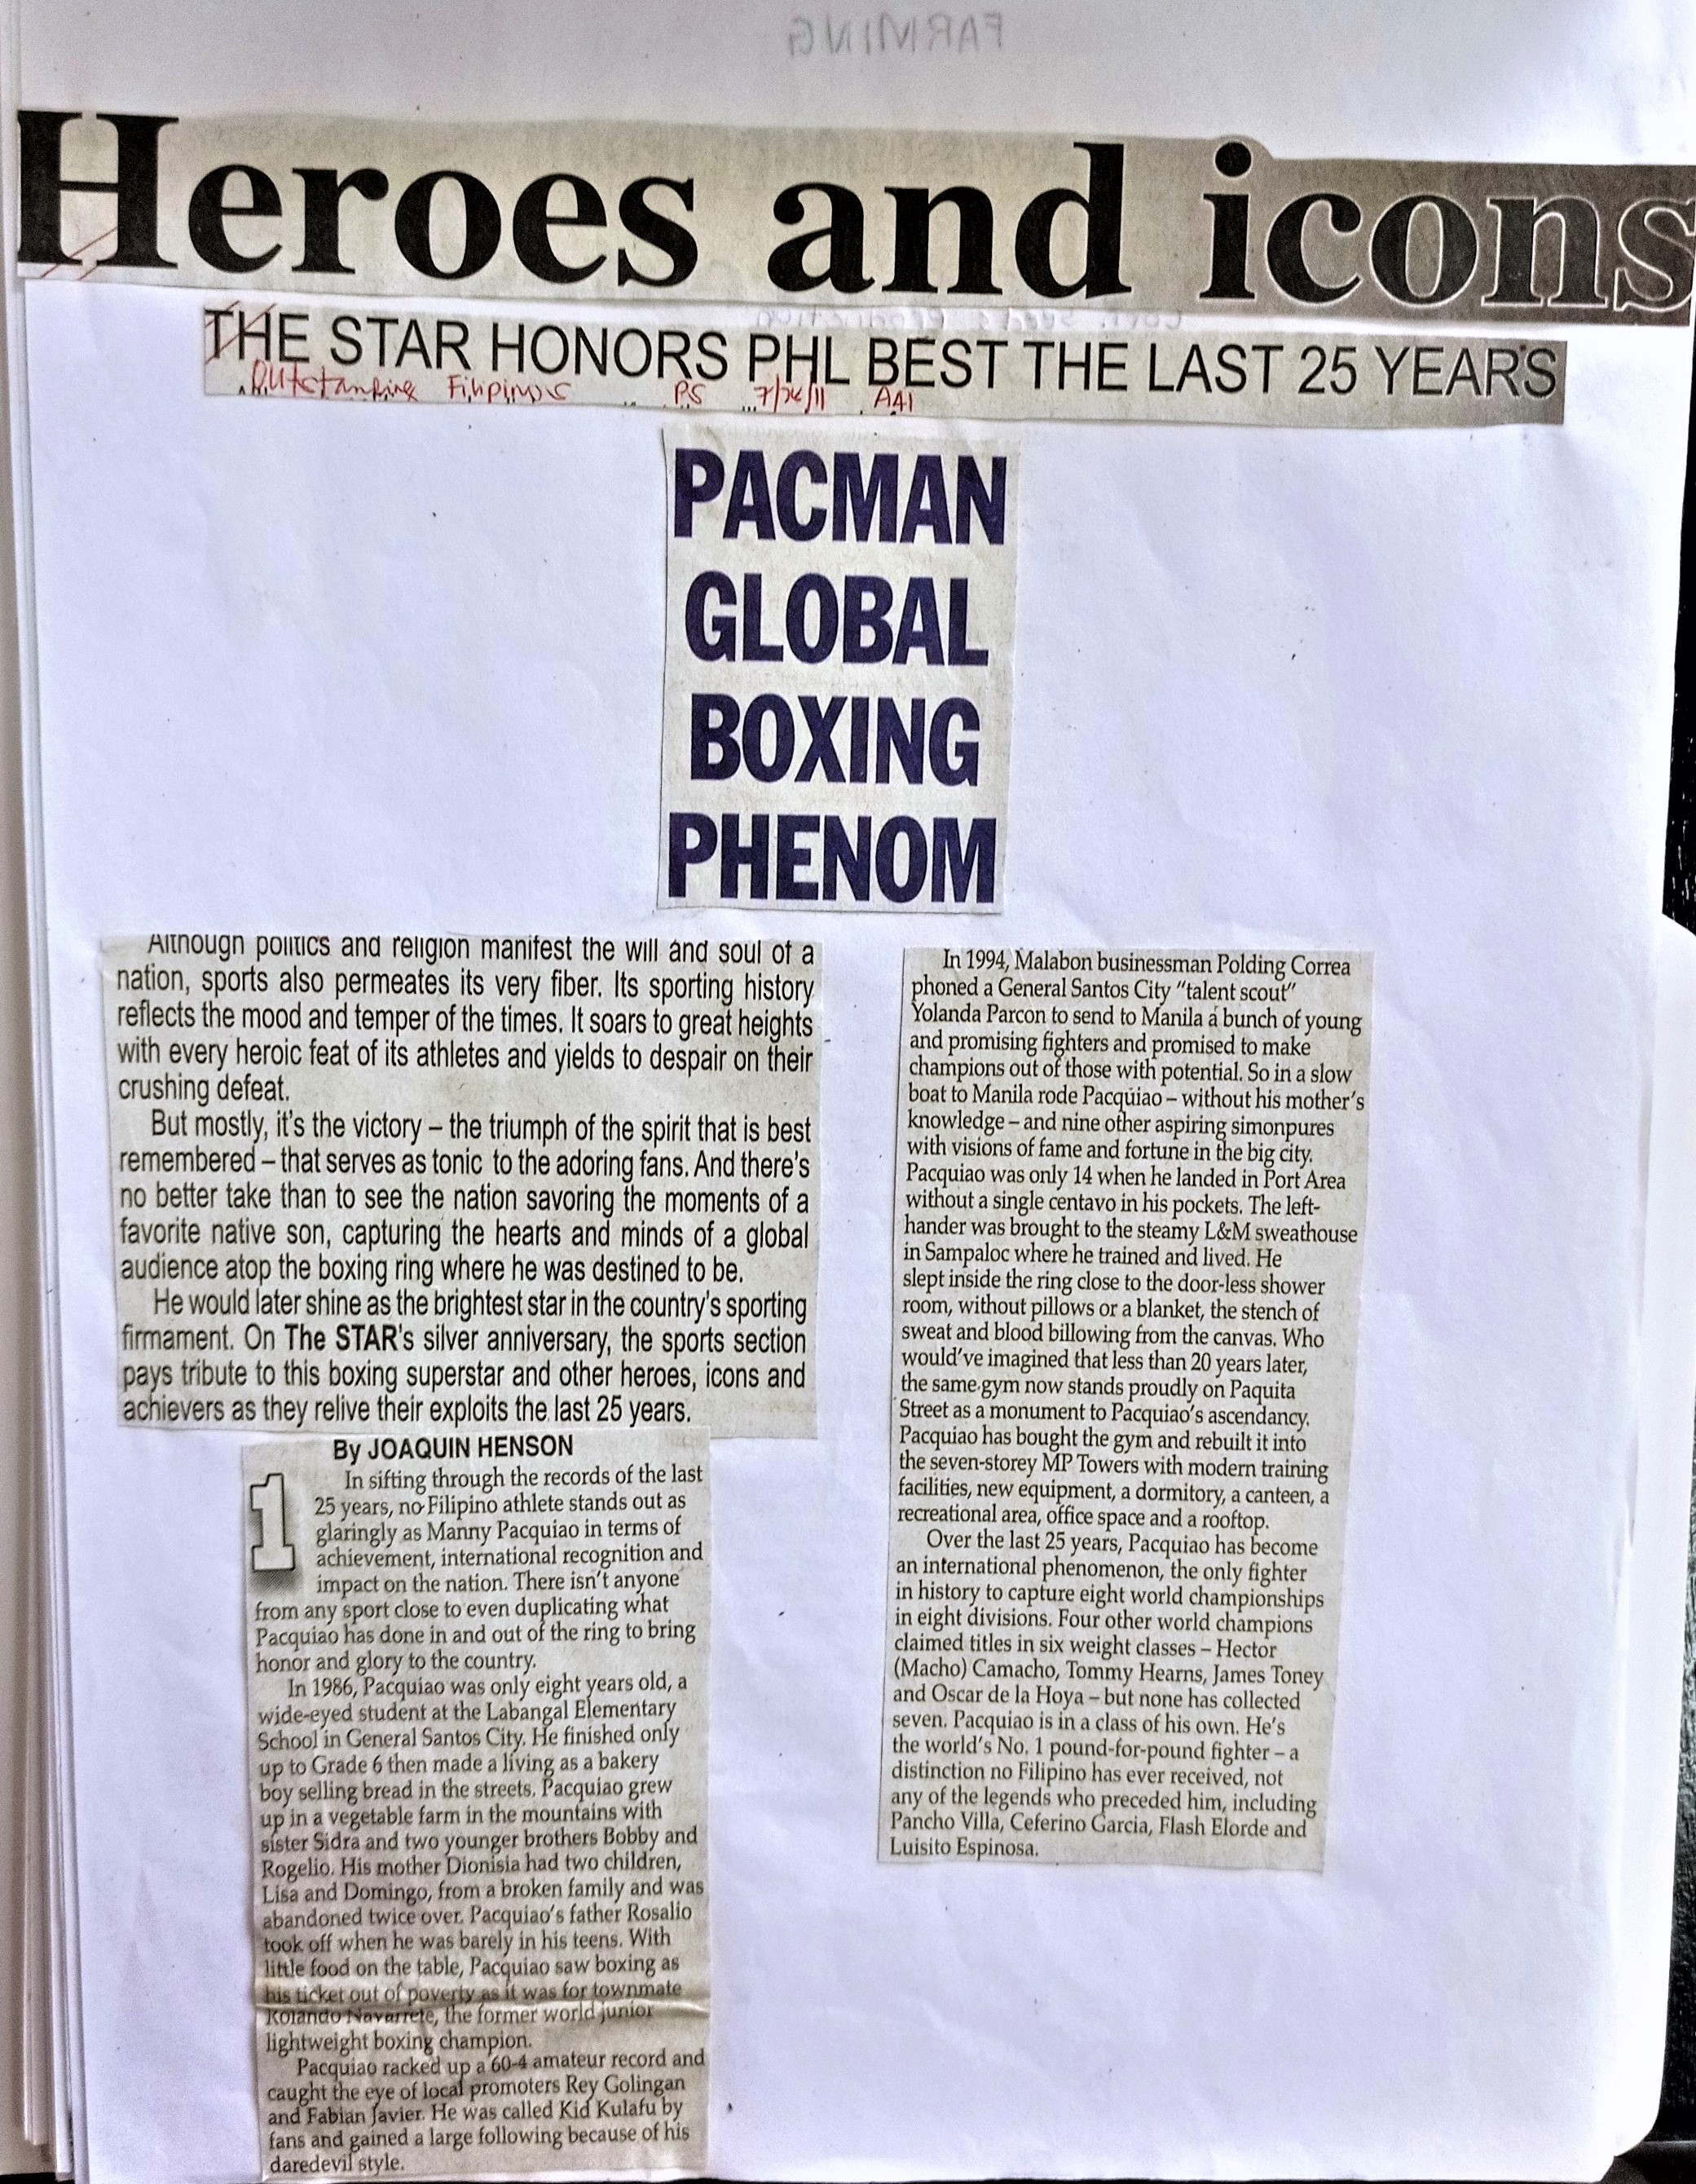 FARMING
Heroes and icons
THE STAR HONORS PHL BEST THE LAST 25 YEARS
Outstanding Filipinos PS 7/26/11 A41
PACMAN
GLOBAL
BOXING
PHENOM
Although politics and religion manifest the will and soul of a
nation, sports also permeates its very fiber. Its sporting history
reflects the mood and temper of the times. It soars to great heights
with every heroic feat of its athletes and yields to despair on their
crushing defeat.
But mostly, it's the victory – the triumph of the spirit that is best
remembered – that serves as tonic to the adoring fans. And there's
no better take than to see the nation savoring the moments of a
favorite native son, capturing the hearts and minds of a global
audience atop the boxing ring where he was destined to be.
He would later shine as the brightest star in the country's sporting
firmament. On The STAR's silver anniversary, the sports section
pays tribute to this boxing superstar and other heroes, icons and
achievers as they relive their exploits the last 25 years.
By JOAQUIN HENSON
1
In sifting through the records of the last
25 years, no Filipino athlete stands out as
glaringly as Manny Pacquiao in terms of
achievement, international recognition and
impact on the nation. There isn't anyone
from any sport close to even duplicating what
Pacquiao has done in and out of the ring to bring
honor and glory to the country.
In 1986, Pacquiao was only eight years old, a
wide-eyed student at the Labangal Elementary
School in General Santos City. He finished only
up to Grade 6 then made a living as a bakery
boy selling bread in the streets. Pacquiao grew
up in a vegetable farm in the mountains with
sister Sidra and two younger brothers Bobby and
Rogelio. His mother Dionisia had two children,
Lisa and Domingo, from a broken family and was
abandoned twice over. Pacquiao's father Rosalio
took off when he was barely in his teens. With
little food on the table, Pacquiao saw boxing as
his ticket out of poverty as it was for townmate
Rolando Navarrete, the former world junior
lightweight boxing champion.
Pacquiao racked up a 60-4 amateur record and
caught the eye of local promoters Rey Golingan
and Fabian Javier. He was called Kid Kulafu by
fans and gained a large following because of his
daredevil style.
In 1994, Malabon businessman Polding Correa
phoned a General Santos City "talent scout"
Yolanda Parcon to send to Manila a bunch of young
and promising fighters and promised to make
champions out of those with potential. So in a slow
boat to Manila rode Pacquiao – without his mother's
knowledge – and nine other aspiring simonpures
with visions of fame and fortune in the big city.
Pacquiao was only 14 when he landed in Port Area
without a single centavo in his pockets. The left-
hander was brought to the steamy L&M sweathouse
in Sampaloc where he trained and lived. He
slept inside the ring close to the door-less shower
room, without pillows or a blanket, the stench of
sweat and blood billowing from the canvas. Who
would've imagined that less than 20 years later,
the same gym now stands proudly on Paquita
Street as a monument to Pacquiao's ascendancy.
Pacquiao has bought the gym and rebuilt it into
the seven-storey MP Towers with modern training
facilities, new equipment, a dormitory, a canteen, a
recreational area, office space and a rooftop.
Over the last 25 years, Pacquiao has become
an international phenomenon, the only fighter
in history to capture eight world championships
in eight divisions. Four other world champions
claimed titles in six weight classes – Hector
(Macho) Camacho, Tommy Hearns, James Toney
and Oscar de la Hoya – but none has collected
seven. Pacquiao is in a class of his own. He's
the world's No. 1 pound-for-pound fighter – a
distinction no Filipino has ever received, not
any of the legends who preceded him, including
Pancho Villa, Ceferino Garcia, Flash Elorde and
Luisito Espinosa.